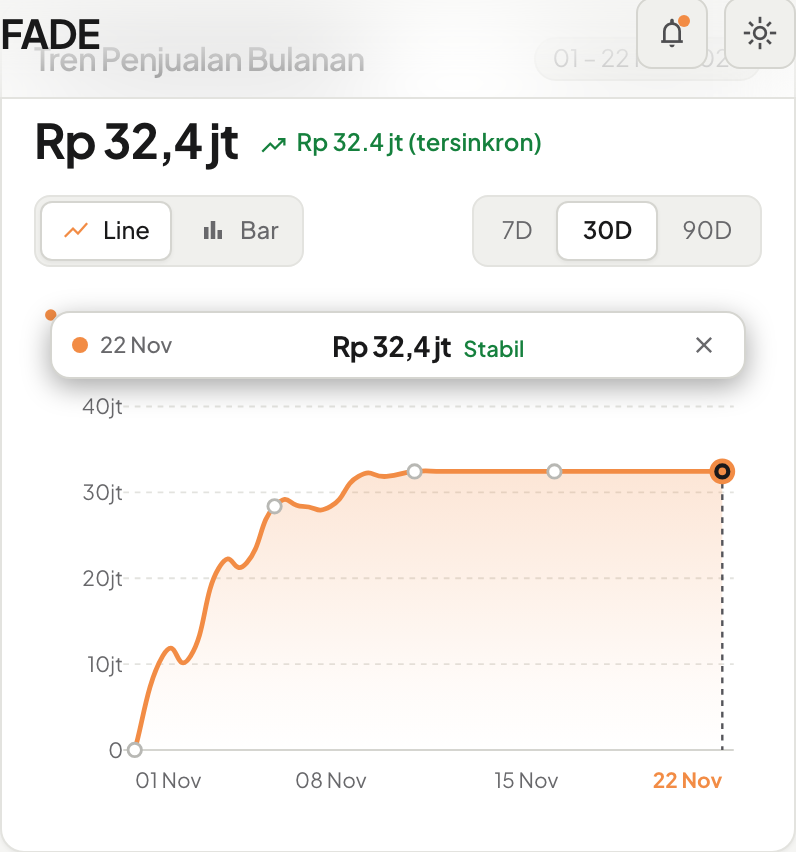 FADE
Tren Penjualan Bulanan
01 – 22
Rp 32,4 jt
Rp 32.4 jt (tersinkron)
Line
Bar
7D
30D
90D
22 Nov
Rp 32,4 jt Stabil
40jt
30jt
20jt
10jt
0
01 Nov
08 Nov
15 Nov
22 Nov